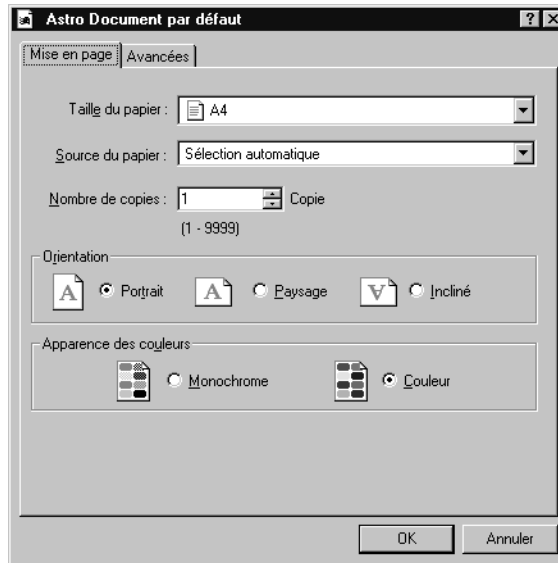 Astro Document par défaut
Mise en page Avancées
Taille du papier : A4
Source du papier : Sélection automatique
Nombre de copies : 1 Copie
(1 - 9999)
Orientation
A Portrait A Paysage A Incliné
Apparence des couleurs
Monochrome Couleur
OK Annuler